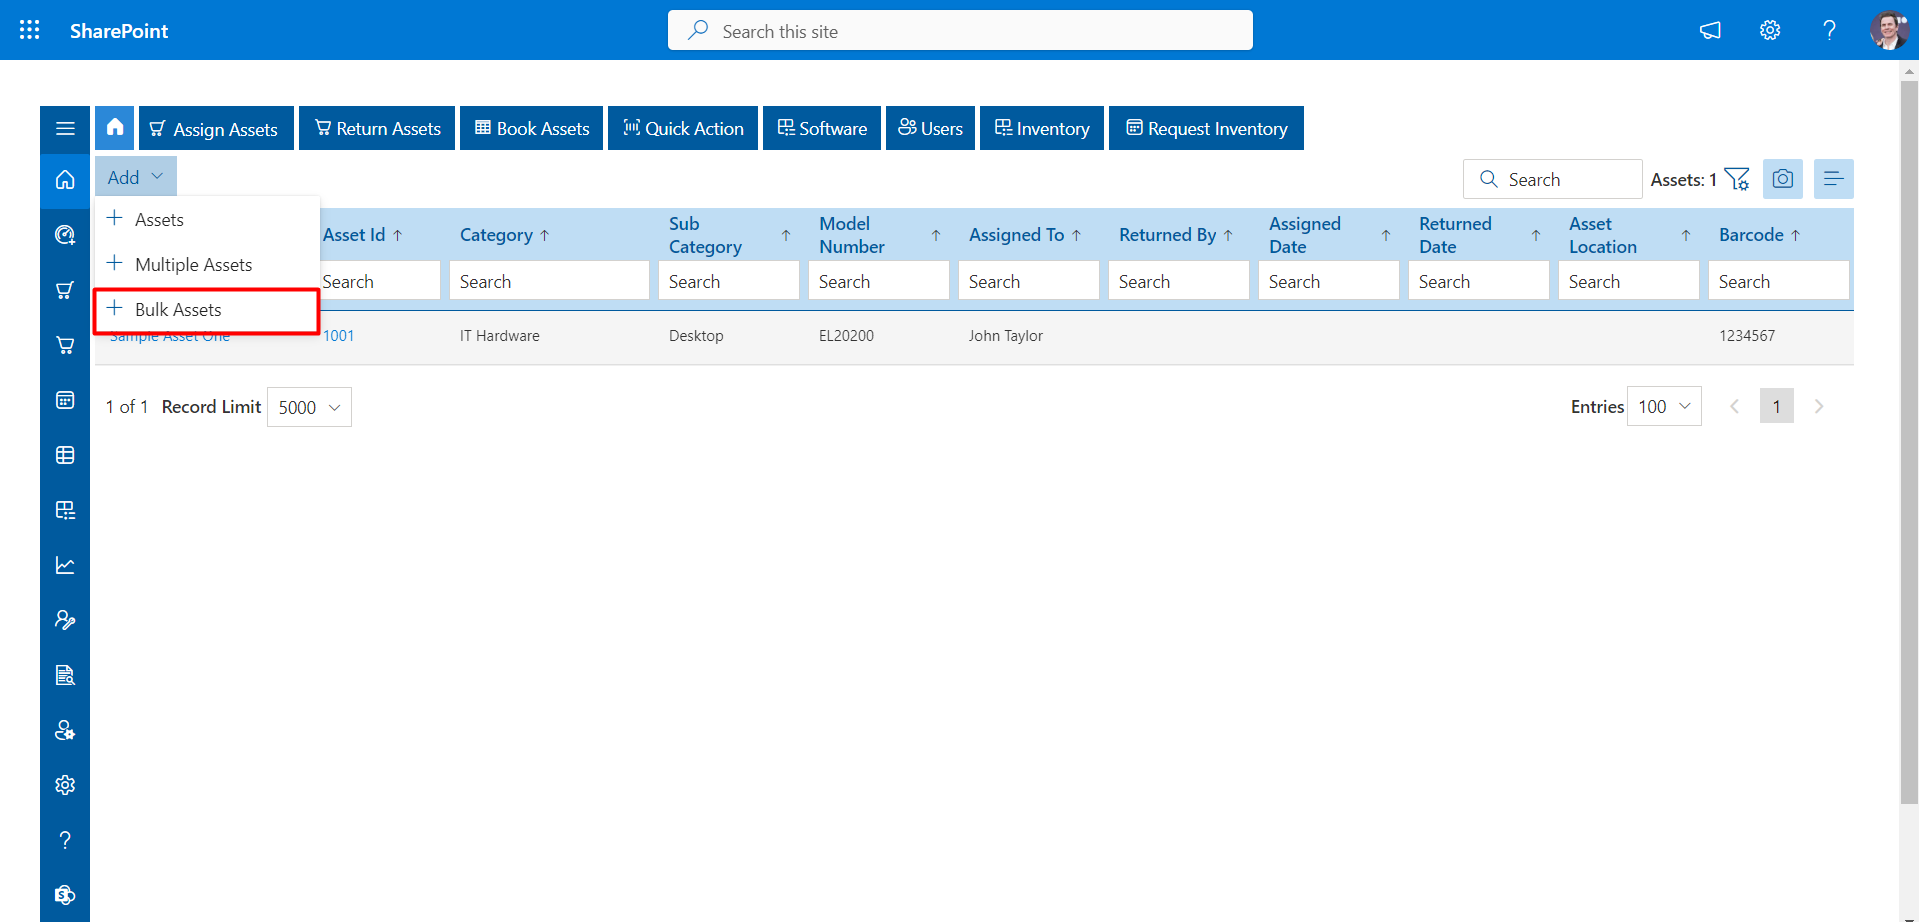 SharePoint
Search this site
Assign Assets
Return Assets
Book Assets
Quick Action
Software
Users
Inventory
Request Inventory
Add
Search
Assets: 1
Assets
Multiple Assets
Bulk Assets
Asset Id
Category
Sub Category
Model Number
Assigned To
Returned By
Assigned Date
Returned Date
Asset Location
Barcode
Search
Search
Search
Search
Search
Search
Search
Search
Search
Search
Sample Asset One
1001
IT Hardware
Desktop
EL20200
John Taylor
1234567
1 of 1
Record Limit
5000
Entries
100
1